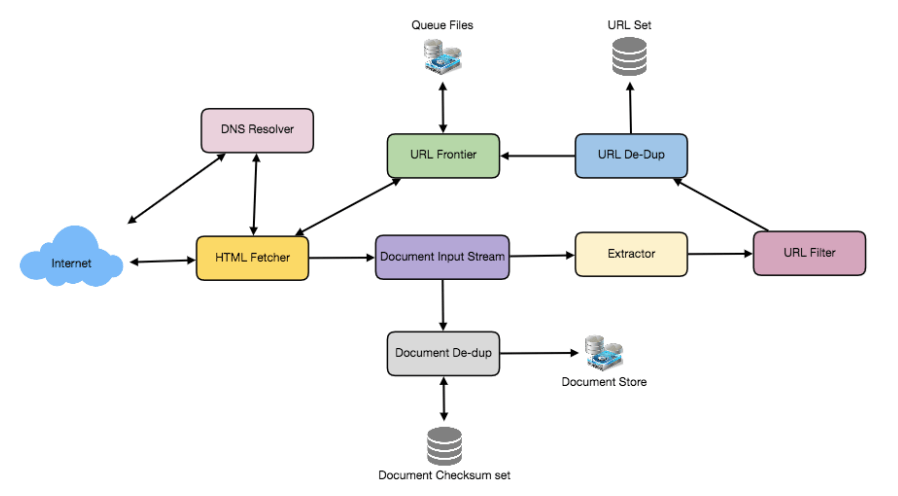 Queue Files
URL Set
DNS Resolver
URL Frontier
URL De-Dup
Internet
HTML Fetcher
Document Input Stream
Extractor
URL Filter
Document De-dup
Document Store
Document Checksum set